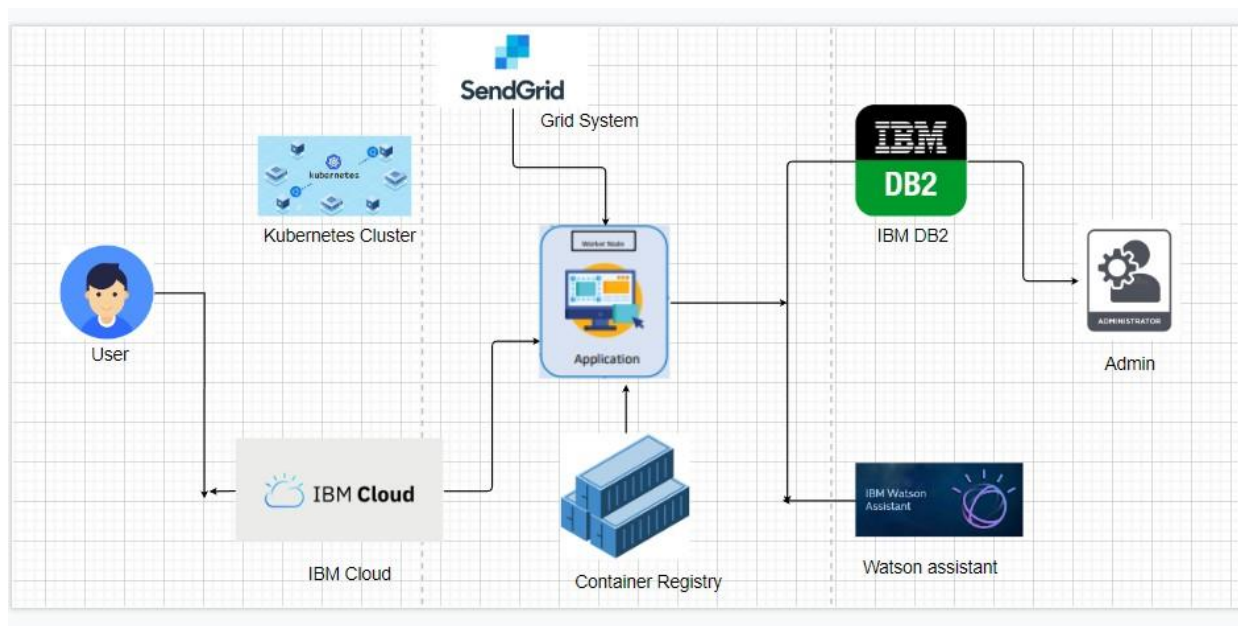 SendGrid
Grid System
kubernetes
Kubernetes Cluster
User
Worker Node
Application
IBM
DB2
IBM DB2
ADMINISTRATOR
Admin
IBM Cloud
IBM Cloud
Container Registry
IBM Watson
Assistant
Watson assistant